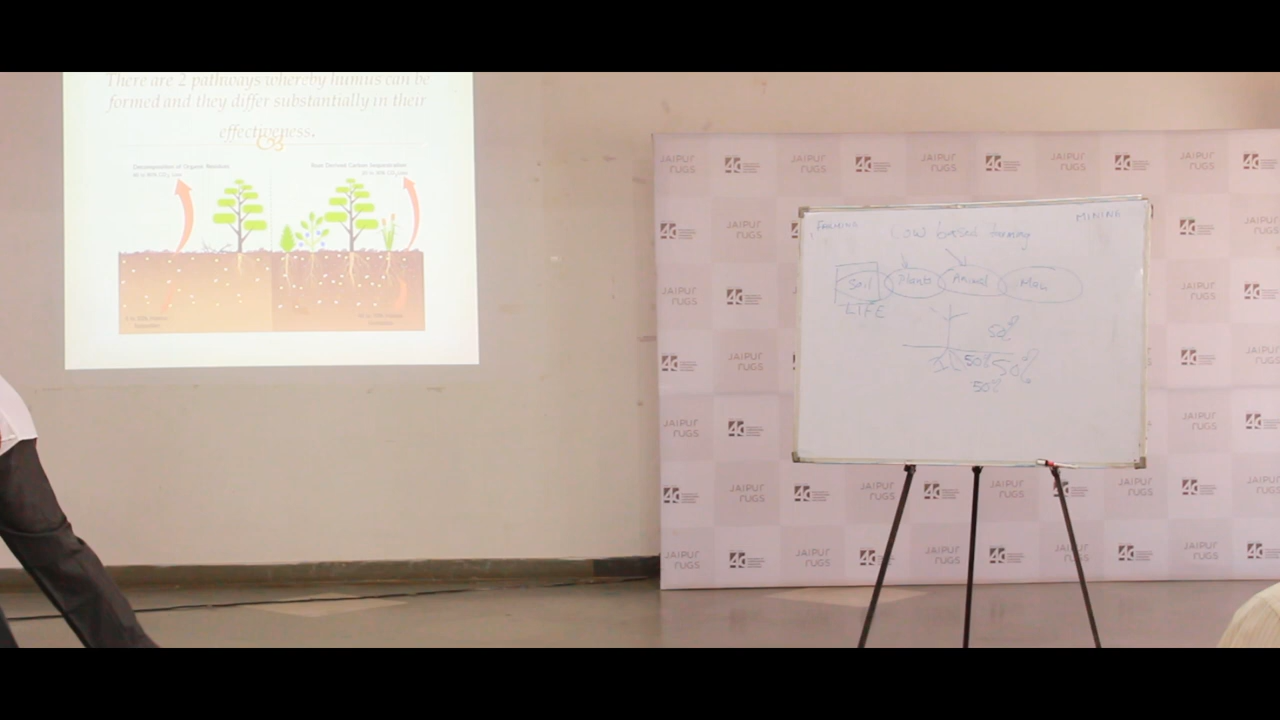 There are 2 pathways whereby humus can be
formed and they differ substantially in their
effectiveness.
Decomposition of Organic Residues
Root Derived Carbon Sequestration
FARMING
MINING
Cow based farming
Soil Plants Animal Man
LIFE
50%
50% 50%
50%
JAIPUR
RUGS
40